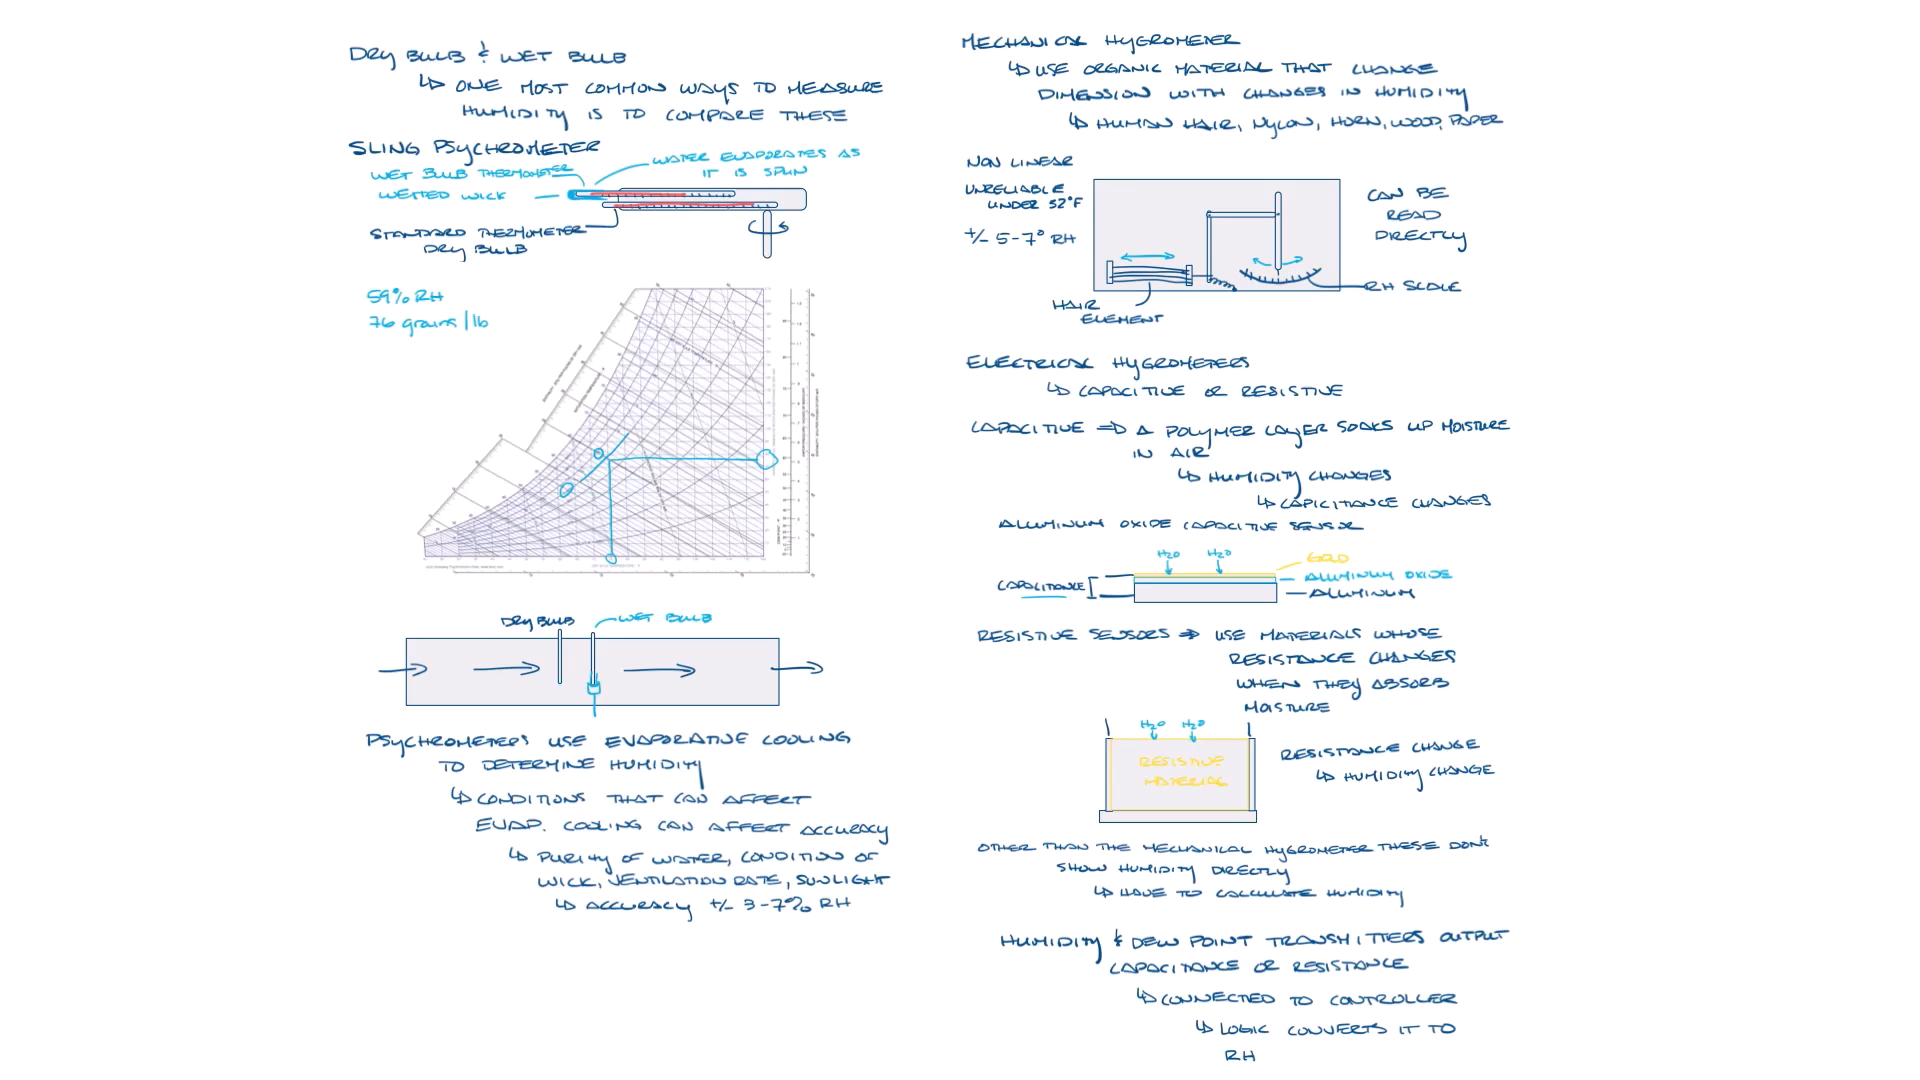 DRY BULB & WET BULB
↳ ONE MOST COMMON WAYS TO MEASURE
HUMIDITY IS TO COMPARE THESE
SLING PSYCHROMETER
WATER EVAPORATES AS
IT IS SPUN
WET BULB THERMOMETER
WETTED WICK
STANDARD THERMOMETER
DRY BULB
59% RH
76 grains/lb
DRY BULB
WET BULB
PSYCHROMETERS USE EVAPORATIVE COOLING
TO DETERMINE HUMIDITY
↳ CONDITIONS THAT CAN AFFECT
EVAP. COOLING CAN AFFECT ACCURACY
↳ PURITY OF WATER, CONDITION OF
WICK, VENTILATION RATE, SUNLIGHT
↳ ACCURACY +/- 3-7% RH
MECHANICAL HYGROMETER
↳ USE ORGANIC MATERIAL THAT CHANGE
DIMENSION WITH CHANGES IN HUMIDITY
↳ HUMAN HAIR, NYLON, HORN, WOOD, PAPER
NON LINEAR
UNRELIABLE
UNDER 32°F
+/- 5-7° RH
CAN BE
READ
DIRECTLY
RH SCALE
HAIR
ELEMENT
ELECTRICAL HYGROMETERS
↳ CAPACITIVE OR RESISTIVE
CAPACITIVE ⇒ A POLYMER LAYER SOAKS UP MOISTURE
IN AIR
↳ HUMIDITY CHANGES
↳ CAPICITANCE CHANGES
ALUMINUM OXIDE CAPACITIVE SENSOR
H2O H2O
GOLD
ALUMINUM OXIDE
CAPACITANCE
ALUMINUM
RESISTIVE SENSORS ⇒ USE MATERIALS WHOSE
RESISTANCE CHANGES
WHEN THEY ABSORB
MOISTURE
H2O H2O
RESISTIVE
MATERIAL
RESISTANCE CHANGE
↳ HUMIDITY CHANGE
OTHER THAN THE MECHANICAL HYGROMETER THESE DON'T
SHOW HUMIDITY DIRECTLY
↳ HAVE TO CALCULATE HUMIDITY
HUMIDITY & DEW POINT TRANSMITTERS OUTPUT
CAPACITANCE OR RESISTANCE
↳ CONNECTED TO CONTROLLER
↳ LOGIC CONVERTS IT TO
RH